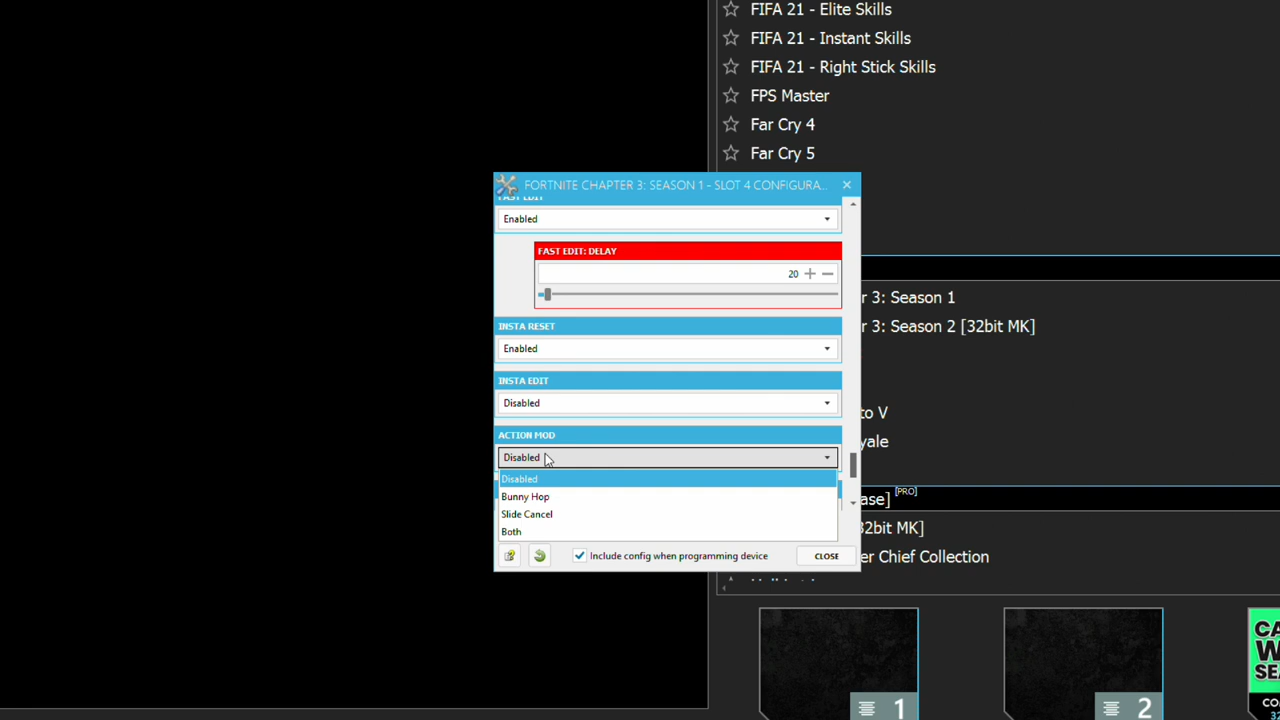 FIFA 21 - Elite Skills
FIFA 21 - Instant Skills
FIFA 21 - Right Stick Skills
FPS Master
Far Cry 4
Far Cry 5
FORTNITE CHAPTER 3: SEASON 1 - SLOT 4 CONFIGURA...
FAST EDIT
Enabled
FAST EDIT: DELAY
20
INSTA RESET
Enabled
INSTA EDIT
Disabled
ACTION MOD
Disabled
Disabled
Bunny Hop
Slide Cancel
Both
Include config when programming device
CLOSE
r 3: Season 1
r 3: Season 2 [32bit MK]
to V
yale
ase] [PRO]
32bit MK]
er Chief Collection
1
2